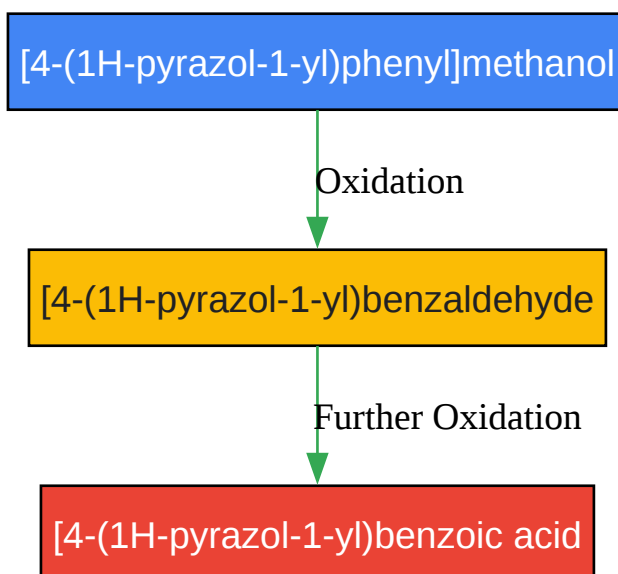 [4-(1H-pyrazol-1-yl)phenyl]methanol
Oxidation
[4-(1H-pyrazol-1-yl)benzaldehyde
Further Oxidation
[4-(1H-pyrazol-1-yl)benzoic acid